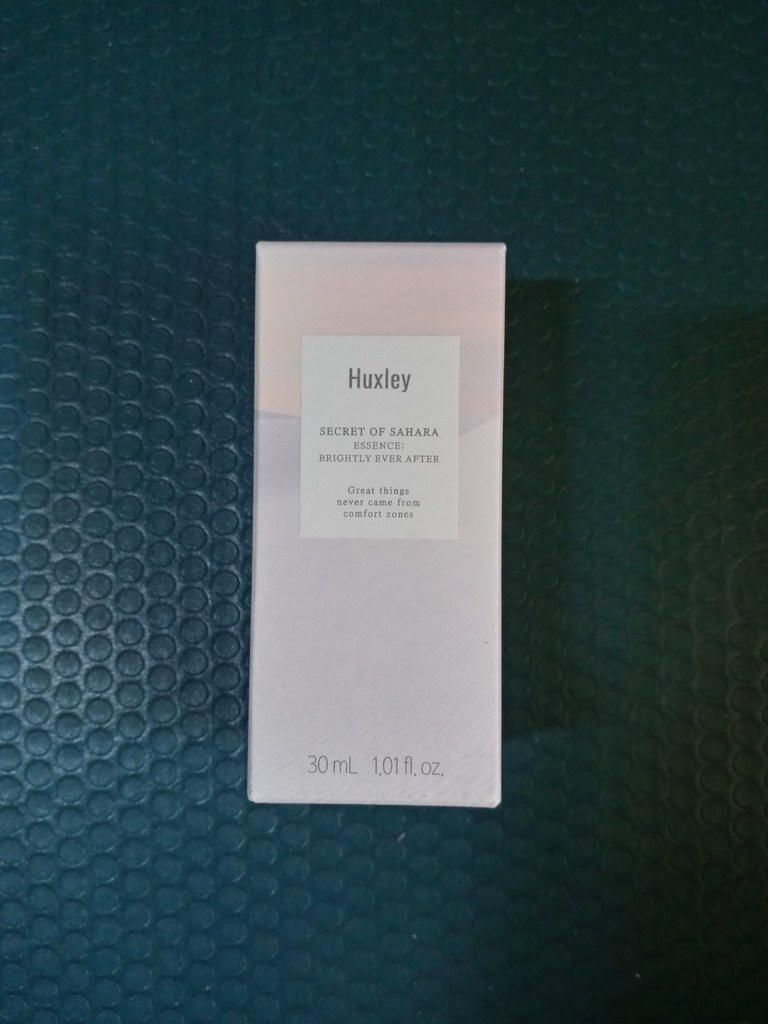 Huxley
SECRET OF SAHARA
ESSENCE;
BRIGHTLY EVER AFTER
Great things
never came from
comfort zones
30 mL 1.01 fl. oz.